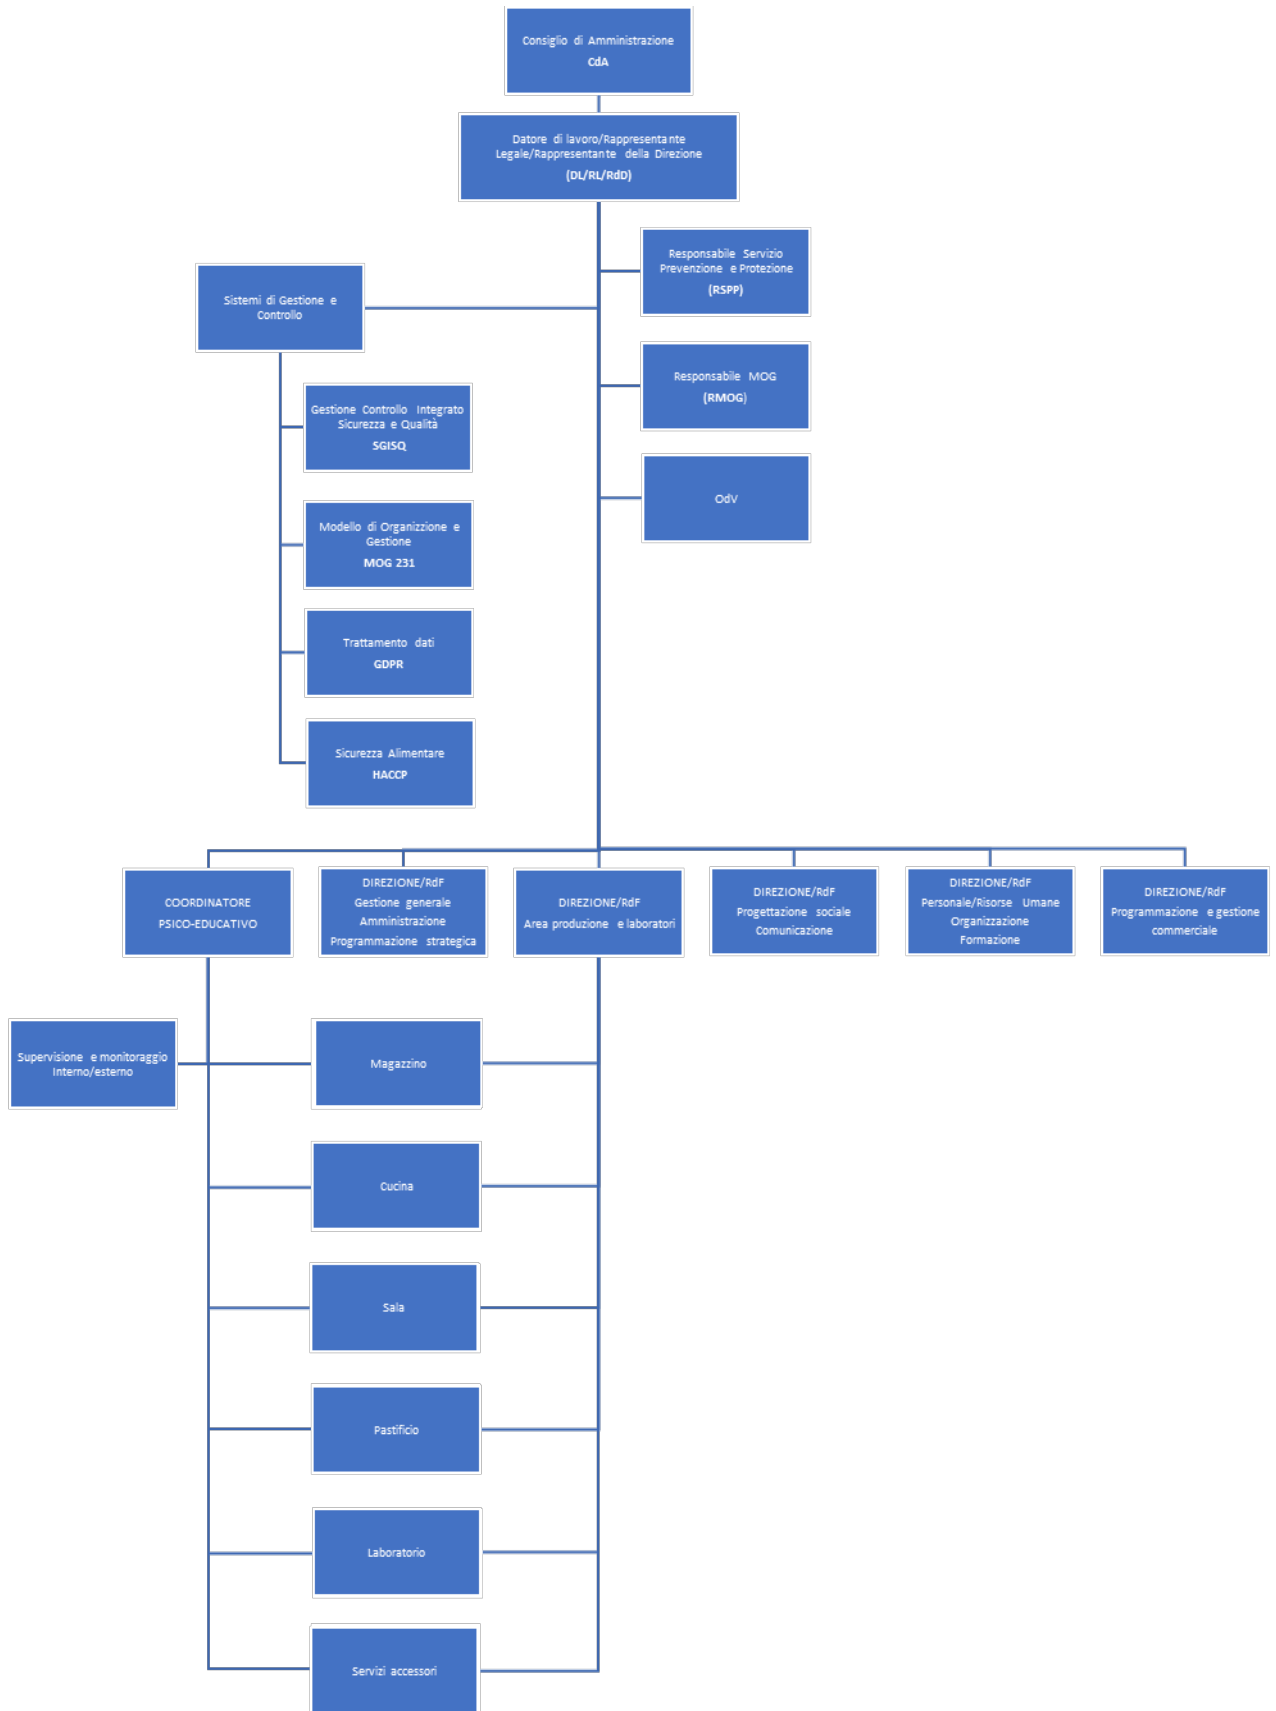 Consiglio di Amministrazione
CdA
Datore di lavoro/Rappresentante
Legale/Rappresentante della Direzione
(DL/RL/RdD)
Responsabile Servizio
Prevenzione e Protezione
(RSPP)
Sistemi di Gestione e
Controllo
Responsabile MOG
(RMOG)
Gestione Controllo Integrato
Sicurezza e Qualità
SGISQ
OdV
Modello di Organizzione e
Gestione
MOG 231
Trattamento dati
GDPR
Sicurezza Alimentare
HACCP
COORDINATORE
PSICO-EDUCATIVO
DIREZIONE/RdF
Gestione generale
Amministrazione
Programmazione strategica
DIREZIONE/RdF
Area produzione e laboratori
DIREZIONE/RdF
Progettazione sociale
Comunicazione
DIREZIONE/RdF
Personale/Risorse Umane
Organizzazione
Formazione
DIREZIONE/RdF
Programmazione e gestione
commerciale
Supervisione e monitoraggio
Interno/esterno
Magazzino
Cucina
Sala
Pastificio
Laboratorio
Servizi accessori